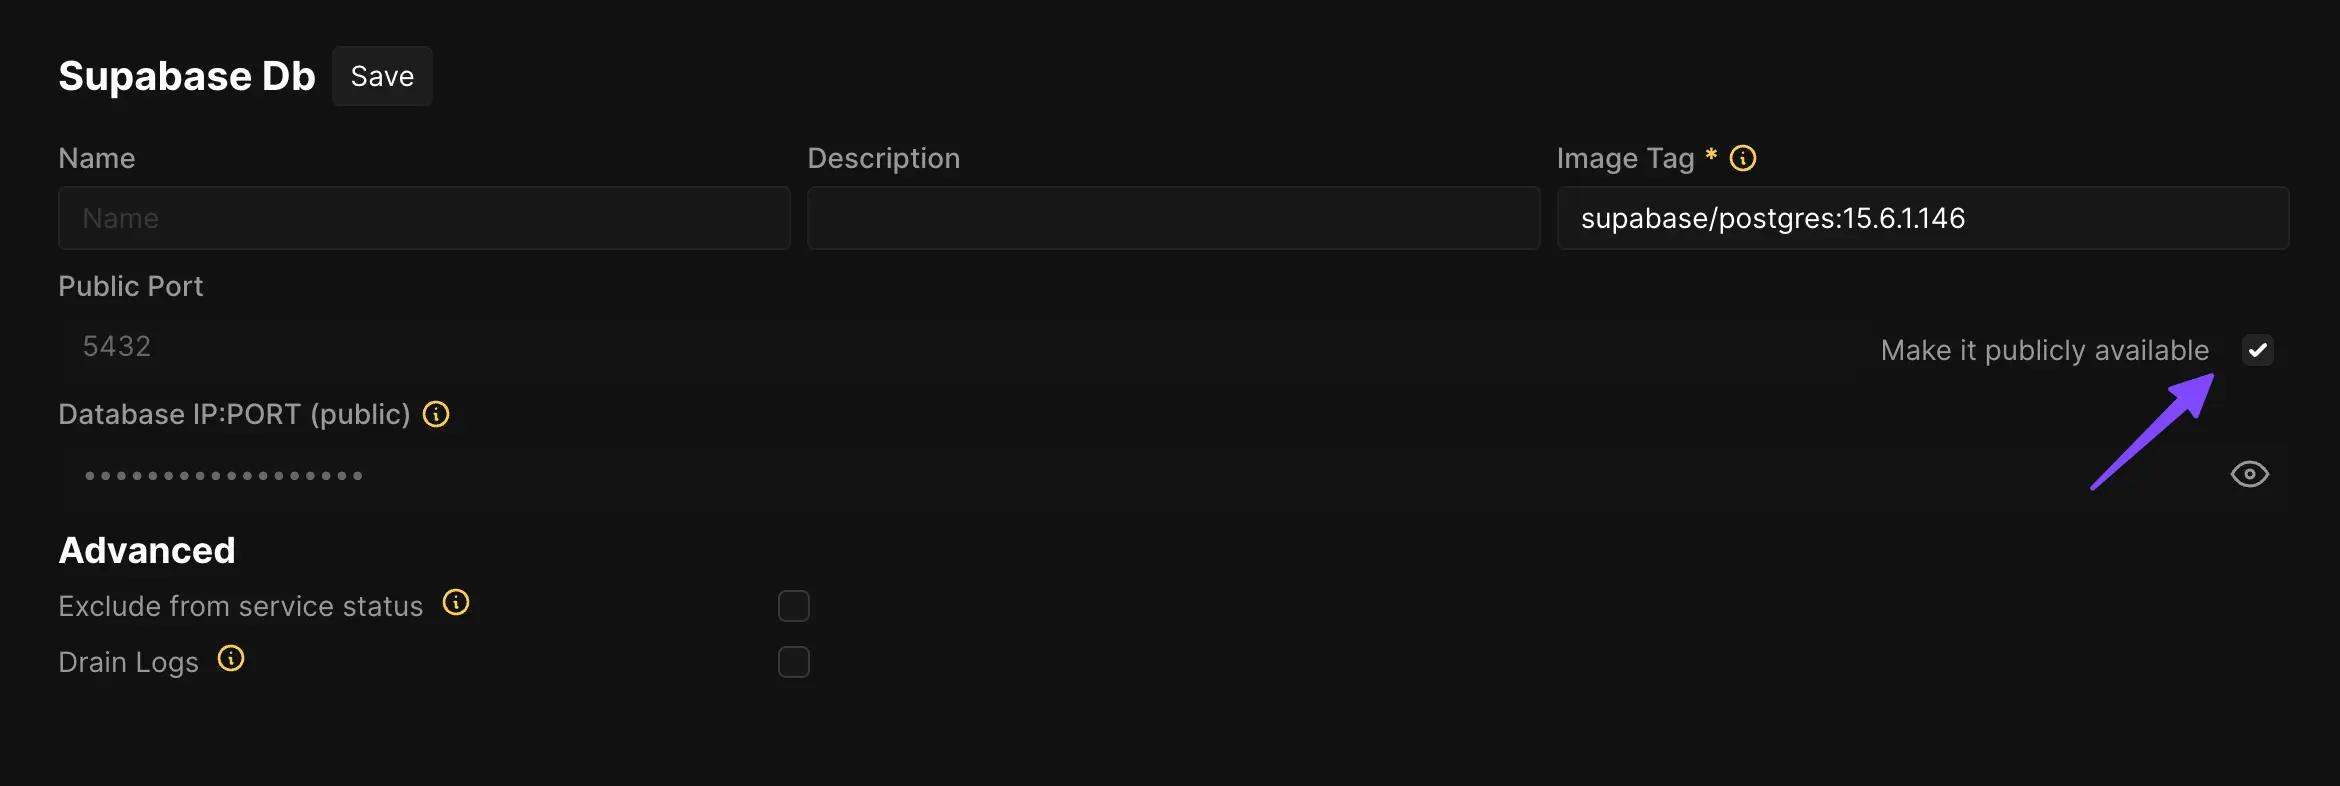 Supabase Db Save
Name Description Image Tag *
Name supabase/postgres:15.6.1.146
Public Port
5432 Make it publicly available
Database IP:PORT (public)
••••••••••••••••••
Advanced
Exclude from service status
Drain Logs